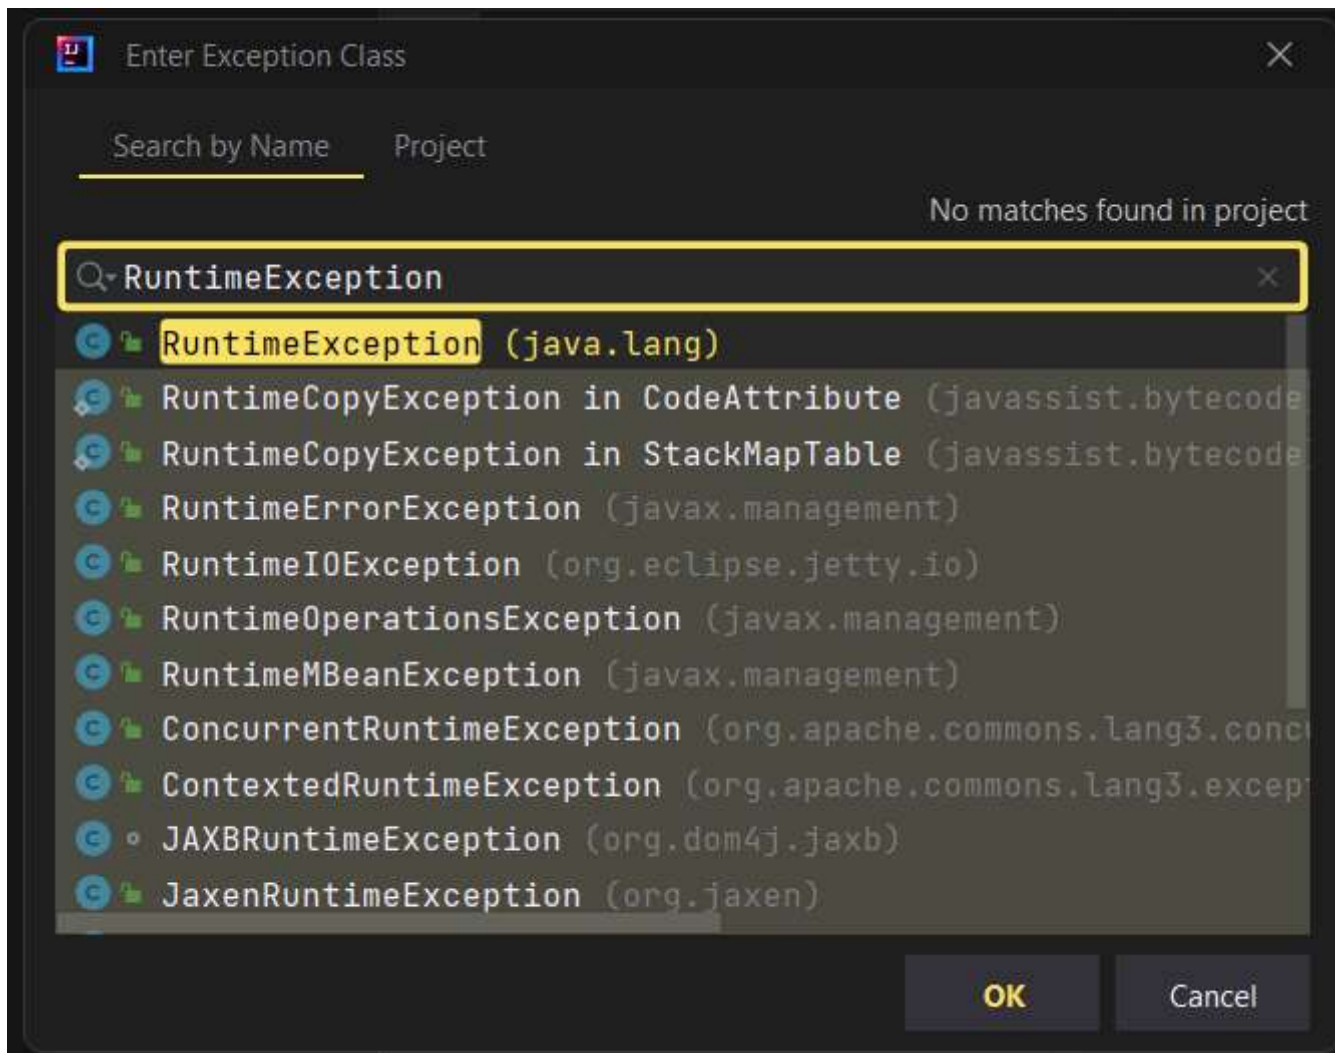 Enter Exception Class
Search by Name Project
No matches found in project
RuntimeException
RuntimeException (java.lang)
RuntimeCopyException in CodeAttribute (javassist.bytecode
RuntimeCopyException in StackMapTable (javassist.bytecode
RuntimeErrorException (javax.management)
RuntimeIOException (org.eclipse.jetty.io)
RuntimeOperationsException (javax.management)
RuntimeMBeanException (javax.management)
ConcurrentRuntimeException (org.apache.commons.lang3.conc
ContextedRuntimeException (org.apache.commons.lang3.excep
JAXBRuntimeException (org.dom4j.jaxb)
JaxenRuntimeException (org.jaxen)
OK Cancel